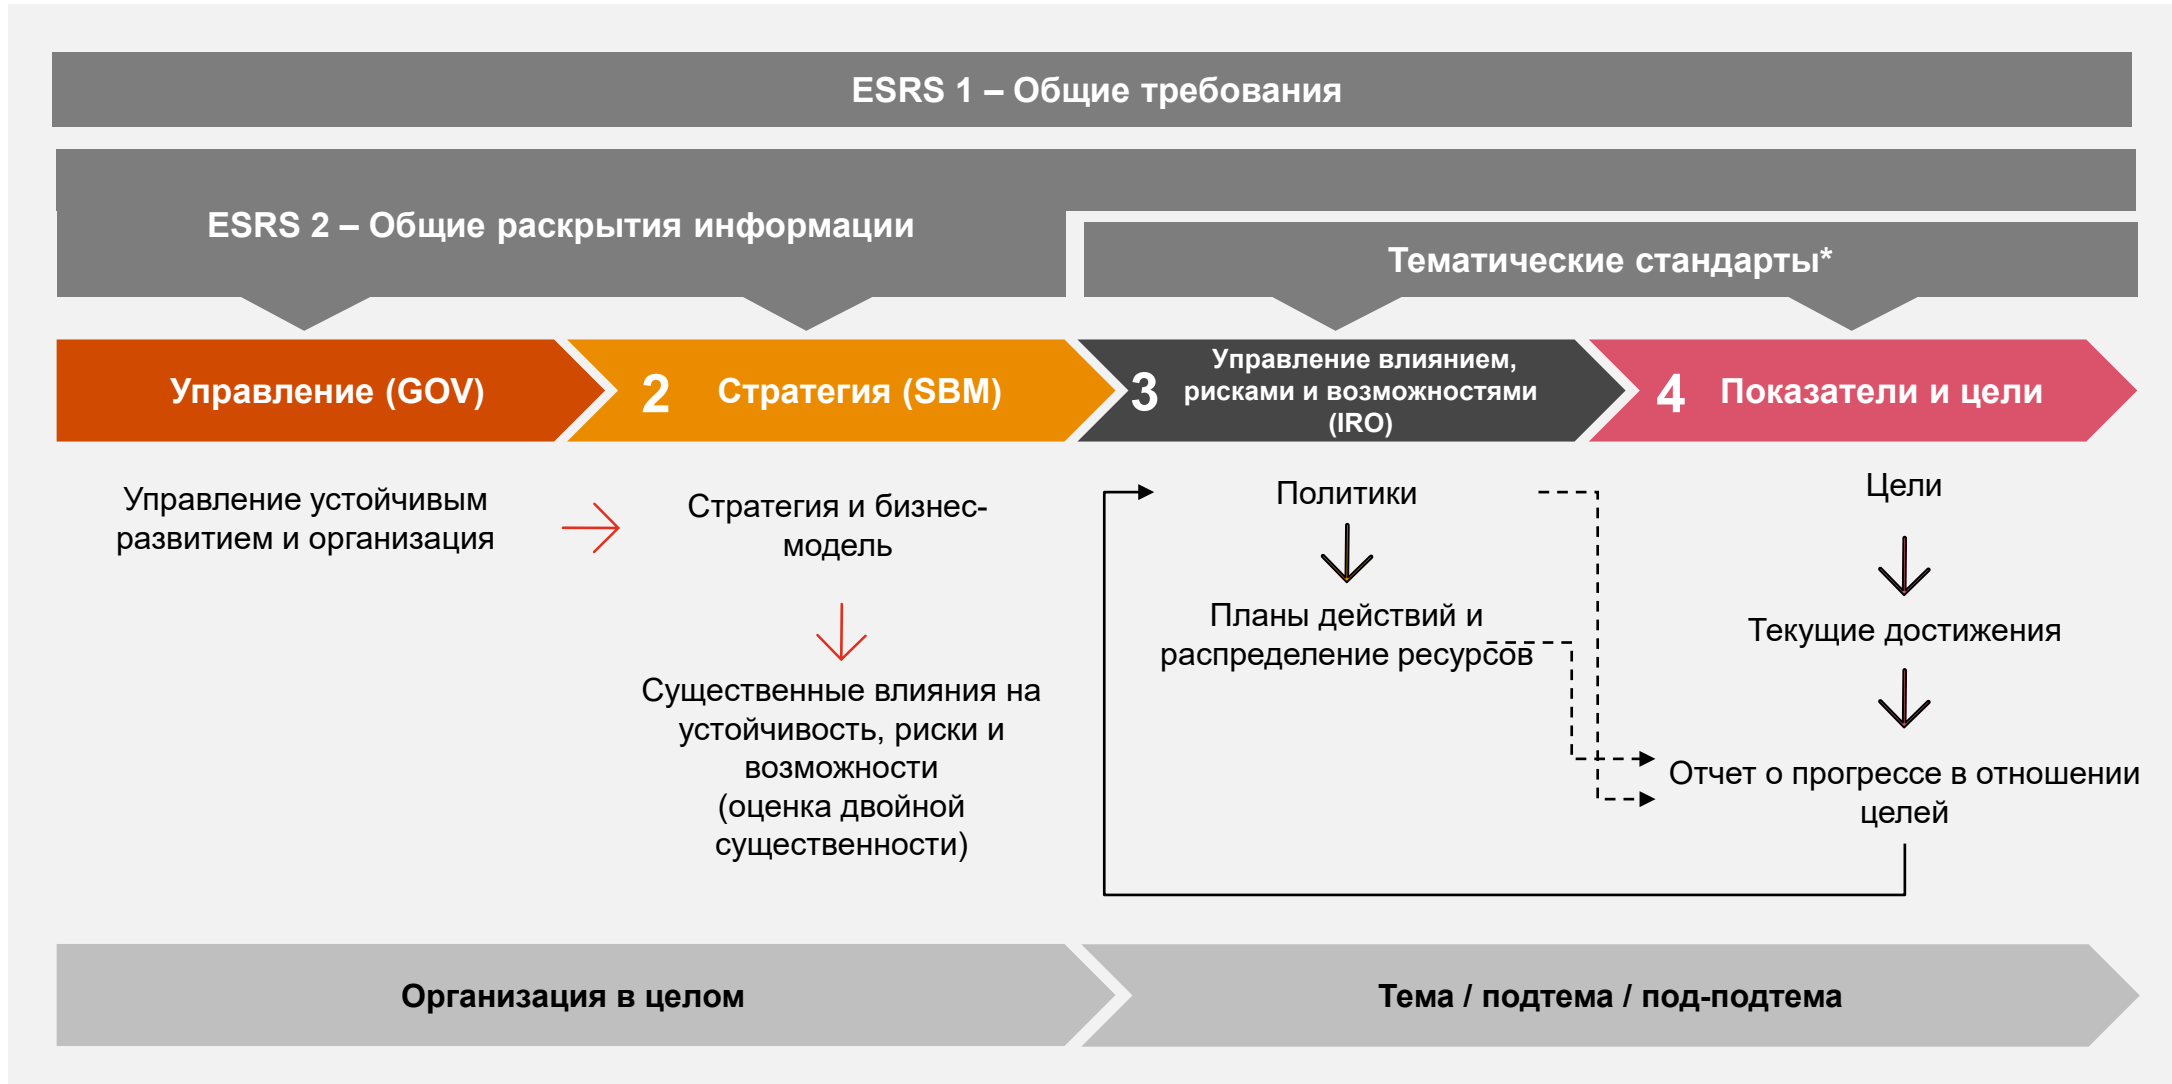 ESRS 1 – Общие требования
ESRS 2 – Общие раскрытия информации
Тематические стандарты*
Управление (GOV)
2 Стратегия (SBM)
3
Управление влиянием,
рисками и возможностями
(IRO)
4 Показатели и цели
Управление устойчивым
развитием и организация
Стратегия и бизнес-
модель
Существенные влияния на
устойчивость, риски и
возможности
(оценка двойной
существенности)
Политики
Планы действий и
распределение ресурсов
Цели
Текущие достижения
Отчет о прогрессе в отношении
целей
Организация в целом
Тема / подтема / под-подтема